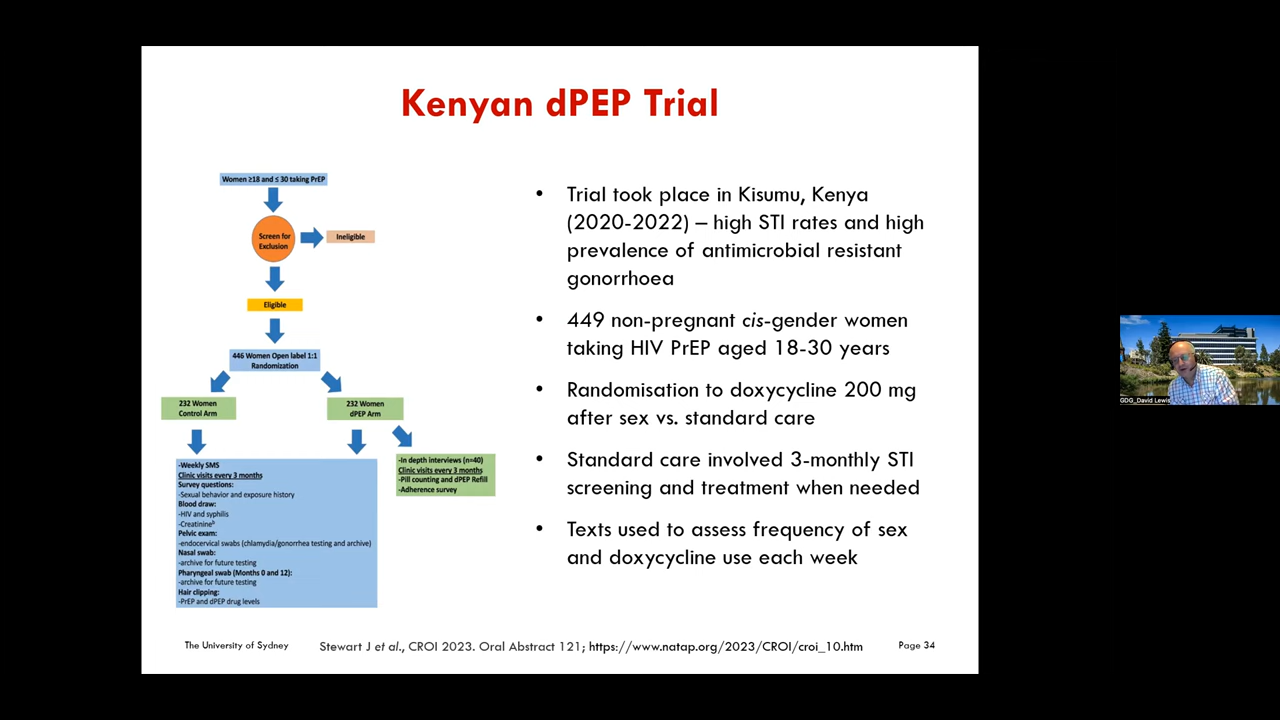 Kenyan dPEP Trial
Women ≥18 and ≤ 30 taking PrEP
Screen for
Exclusion
Ineligible
Eligible
446 Women Open label 1:1
Randomization
232 Women
Control Arm
232 Women
dPEP Arm
-Weekly SMS
Clinic visits every 3 months
Survey questions:
-Sexual behavior and exposure history
Blood draw:
-HIV and syphilis
-Creatinineᵇ
Pelvic exam:
-endocervical swabs (chlamydia/gonorrhea testing and archive)
Nasal swab:
-archive for future testing
Pharyngeal swab (Months 0 and 12):
-archive for future testing
Hair clipping:
-PrEP and dPEP drug levels
-In depth interviews (n=40)
Clinic visits every 3 months
-Pill counting and dPEP Refill
-Adherence survey
• Trial took place in Kisumu, Kenya
(2020-2022) – high STI rates and high
prevalence of antimicrobial resistant
gonorrhoea
• 449 non-pregnant cis-gender women
taking HIV PrEP aged 18-30 years
• Randomisation to doxycycline 200 mg
after sex vs. standard care
• Standard care involved 3-monthly STI
screening and treatment when needed
• Texts used to assess frequency of sex
and doxycycline use each week
The University of Sydney
Stewart J et al., CROI 2023. Oral Abstract 121; https://www.natap.org/2023/CROI/croi_10.htm
Page 34
GDG_David Lewis